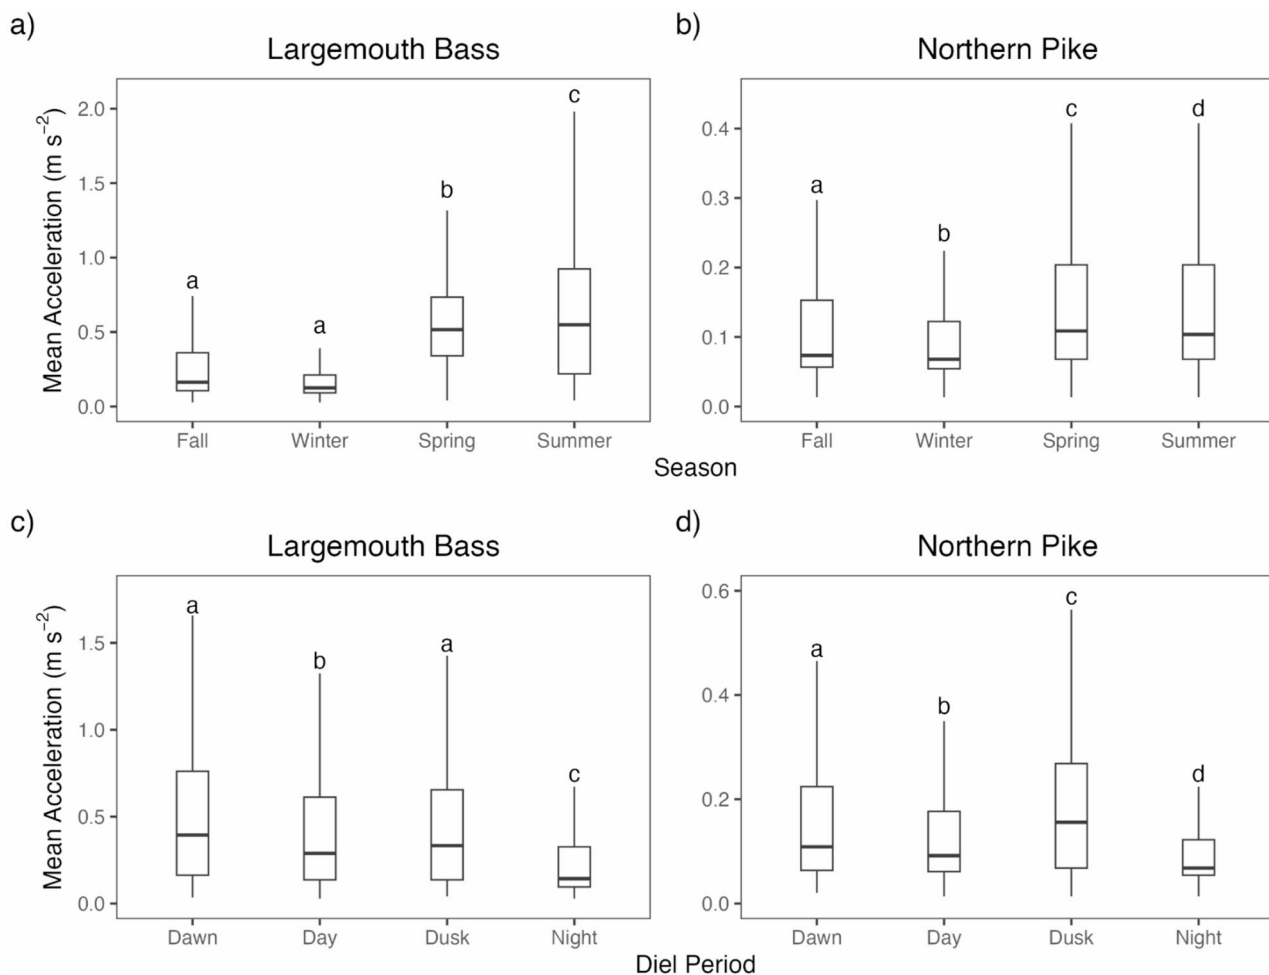 a)
Largemouth Bass
b)
Northern Pike
Mean Acceleration (m s⁻²)
2.0
1.5
1.0
0.5
0.0
a
a
b
c
Fall Winter Spring Summer
0.4
0.3
0.2
0.1
0.0
a
b
c
d
Fall Winter Spring Summer
Season
c)
Largemouth Bass
d)
Northern Pike
Mean Acceleration (m s⁻²)
1.5
1.0
0.5
0.0
a
b
a
c
Dawn Day Dusk Night
0.6
0.4
0.2
0.0
a
b
c
d
Dawn Day Dusk Night
Diel Period